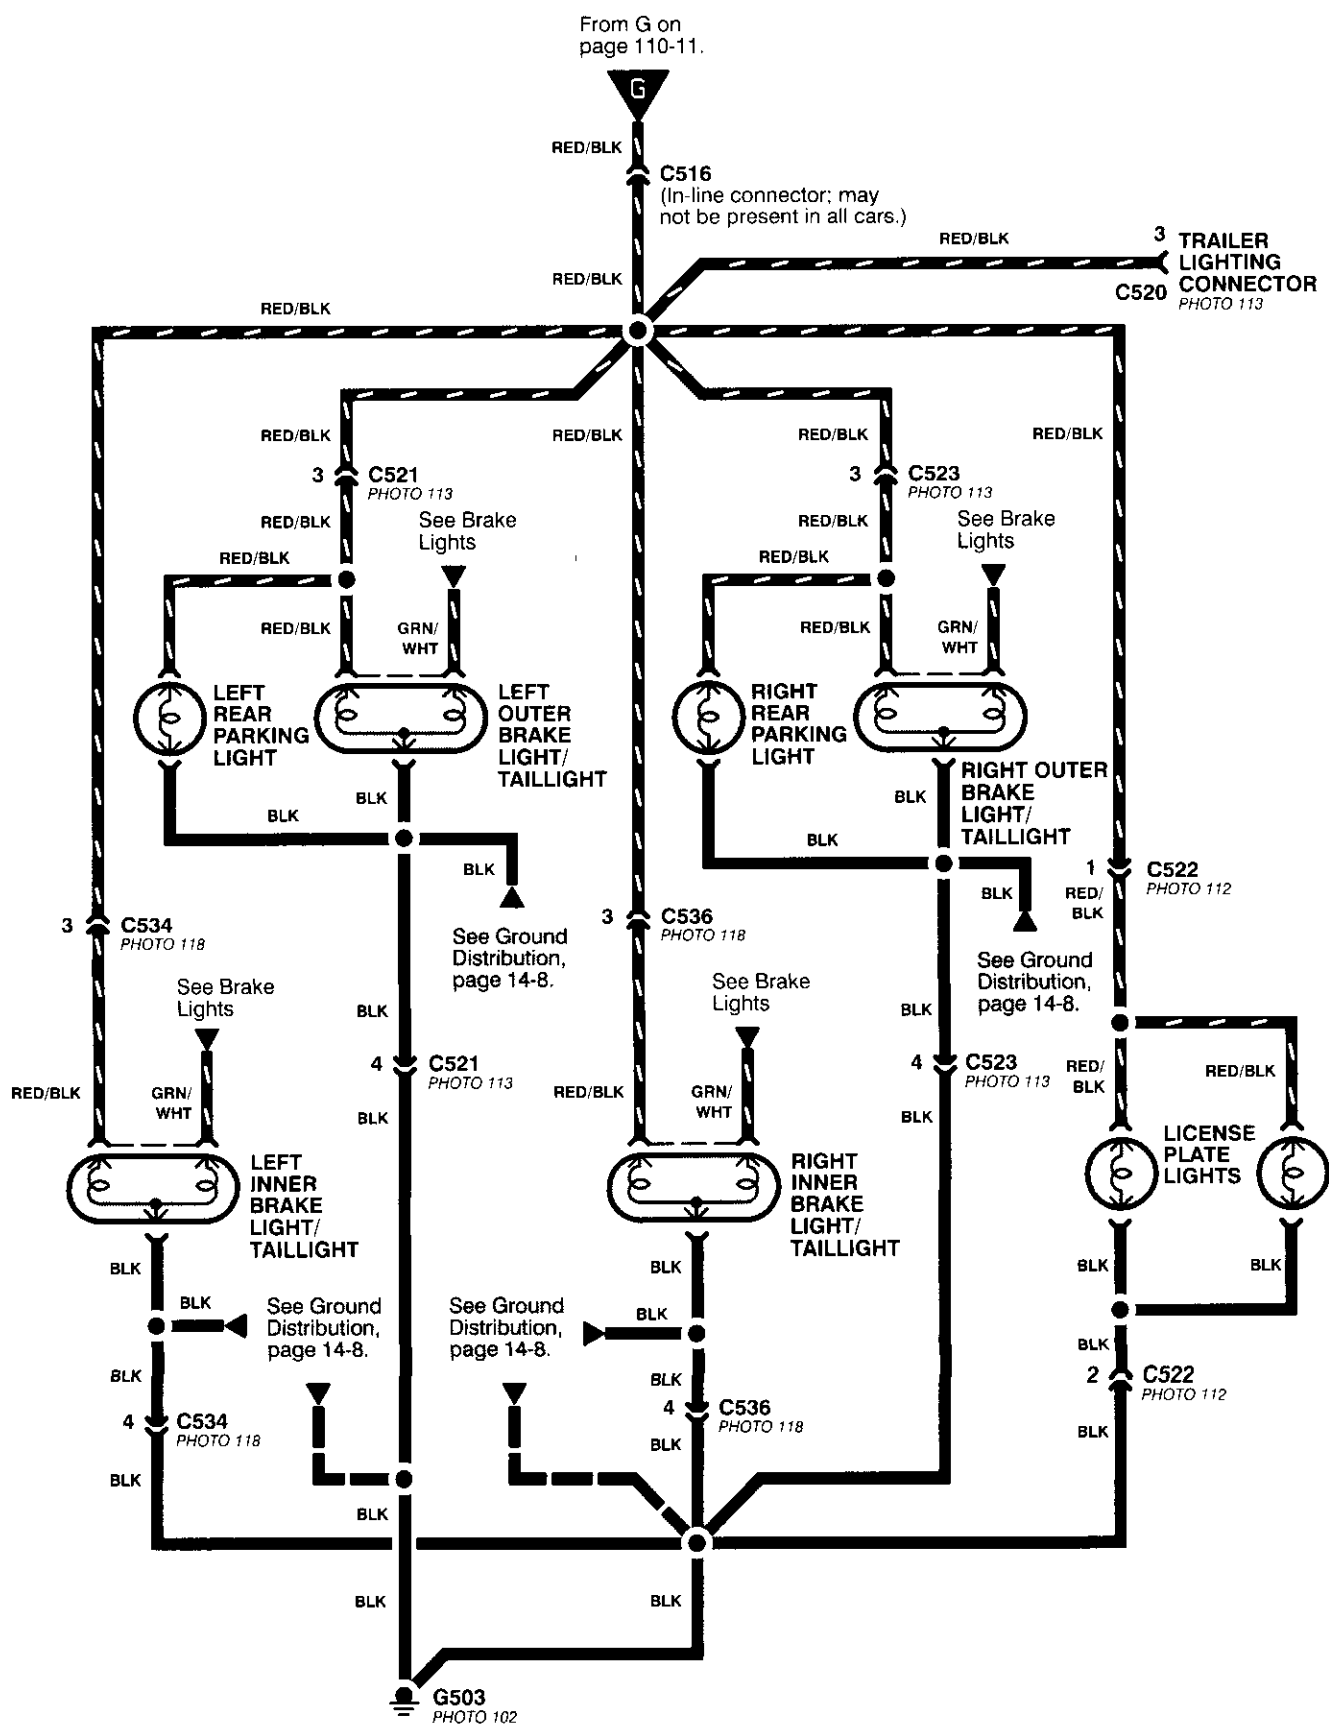 From G on
page 110-11.
G
RED/BLK
C516
(In-line connector; may
not be present in all cars.)
RED/BLK
3
TRAILER
LIGHTING
CONNECTOR
C520
PHOTO 113
RED/BLK
RED/BLK
RED/BLK
RED/BLK
RED/BLK
RED/BLK
3
C521
PHOTO 113
3
C523
PHOTO 113
RED/BLK
See Brake
Lights
RED/BLK
See Brake
Lights
RED/BLK
RED/BLK
RED/BLK
GRN/
WHT
RED/BLK
GRN/
WHT
LEFT
REAR
PARKING
LIGHT
LEFT
OUTER
BRAKE
LIGHT/
TAILLIGHT
RIGHT
REAR
PARKING
LIGHT
RIGHT OUTER
BRAKE
LIGHT/
TAILLIGHT
BLK
BLK
BLK
BLK
BLK
BLK
1
C522
PHOTO 112
RED/
BLK
3
C534
PHOTO 118
3
C536
PHOTO 118
See Ground
Distribution,
page 14-8.
See Ground
Distribution,
page 14-8.
See Brake
Lights
BLK
See Brake
Lights
BLK
4
C521
PHOTO 113
4
C523
PHOTO 113
RED/
BLK
RED/BLK
RED/BLK
GRN/
WHT
BLK
RED/BLK
GRN/
WHT
BLK
LICENSE
PLATE
LIGHTS
LEFT
INNER
BRAKE
LIGHT/
TAILLIGHT
RIGHT
INNER
BRAKE
LIGHT/
TAILLIGHT
BLK
BLK
BLK
BLK
BLK
See Ground
Distribution,
page 14-8.
See Ground
Distribution,
page 14-8.
BLK
BLK
BLK
BLK
2
C522
PHOTO 112
4
C534
PHOTO 118
4
C536
PHOTO 118
BLK
BLK
BLK
BLK
BLK
BLK
G503
PHOTO 102